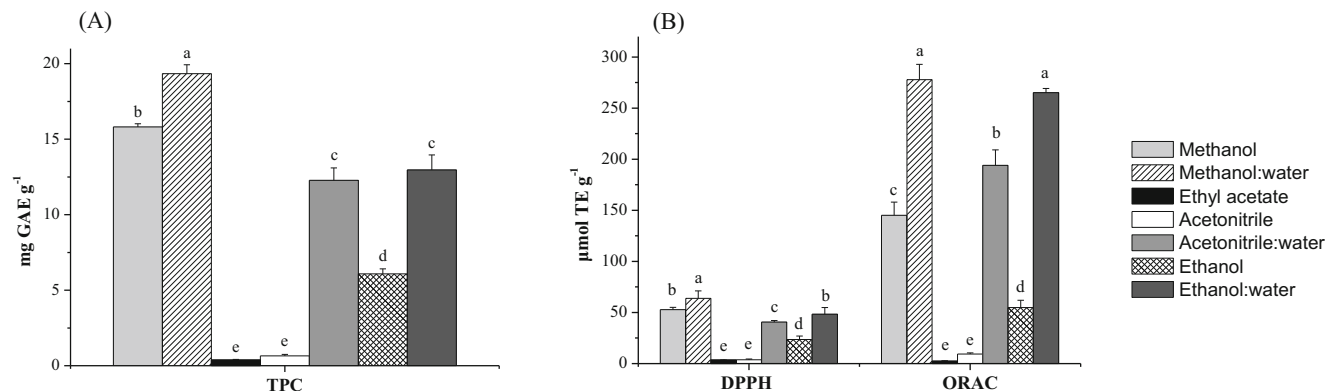 (A)
20
15
10
5
0
mg GAE g⁻¹
b
a
e
e
c
d
c
TPC
(B)
300
250
200
150
100
50
0
µmol TE g⁻¹
b
a
e
e
c
d
b
c
a
e
e
b
d
a
DPPH
ORAC
Methanol
Methanol:water
Ethyl acetate
Acetonitrile
Acetonitrile:water
Ethanol
Ethanol:water